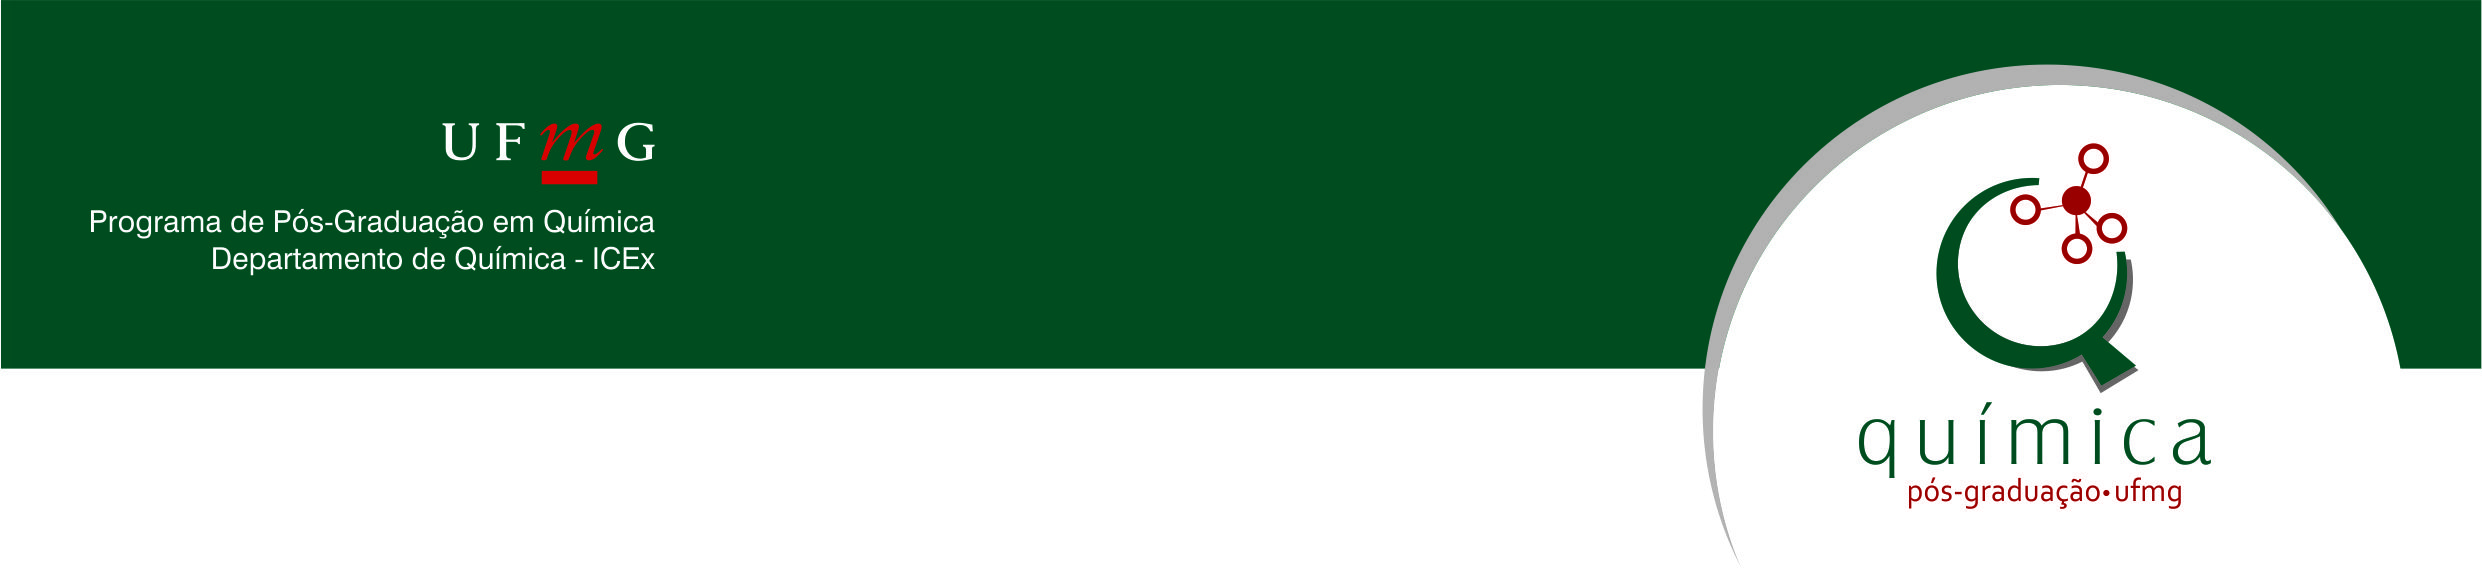 UFmG
Programa de Pós-Graduação em Química
Departamento de Química - ICEx
química
pós-graduação•ufmg